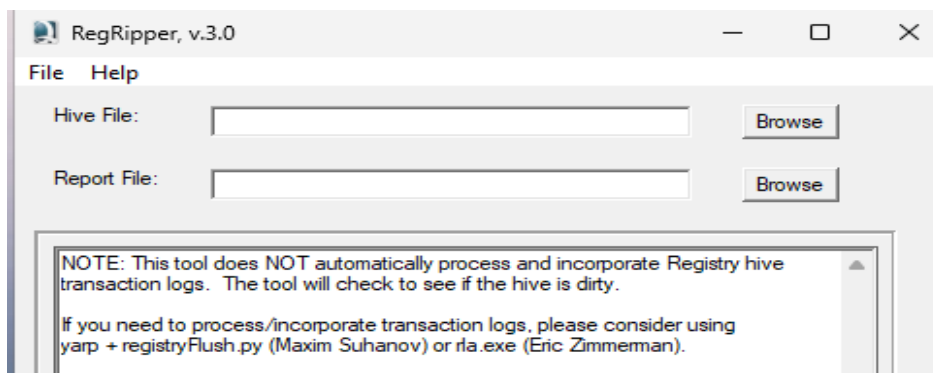 RegRipper, v.3.0
File Help
Hive File:
Browse
Report File:
Browse
NOTE: This tool does NOT automatically process and incorporate Registry hive
transaction logs. The tool will check to see if the hive is dirty.
If you need to process/incorporate transaction logs, please consider using
yarp + registryFlush.py (Maxim Suhanov) or rla.exe (Eric Zimmerman).